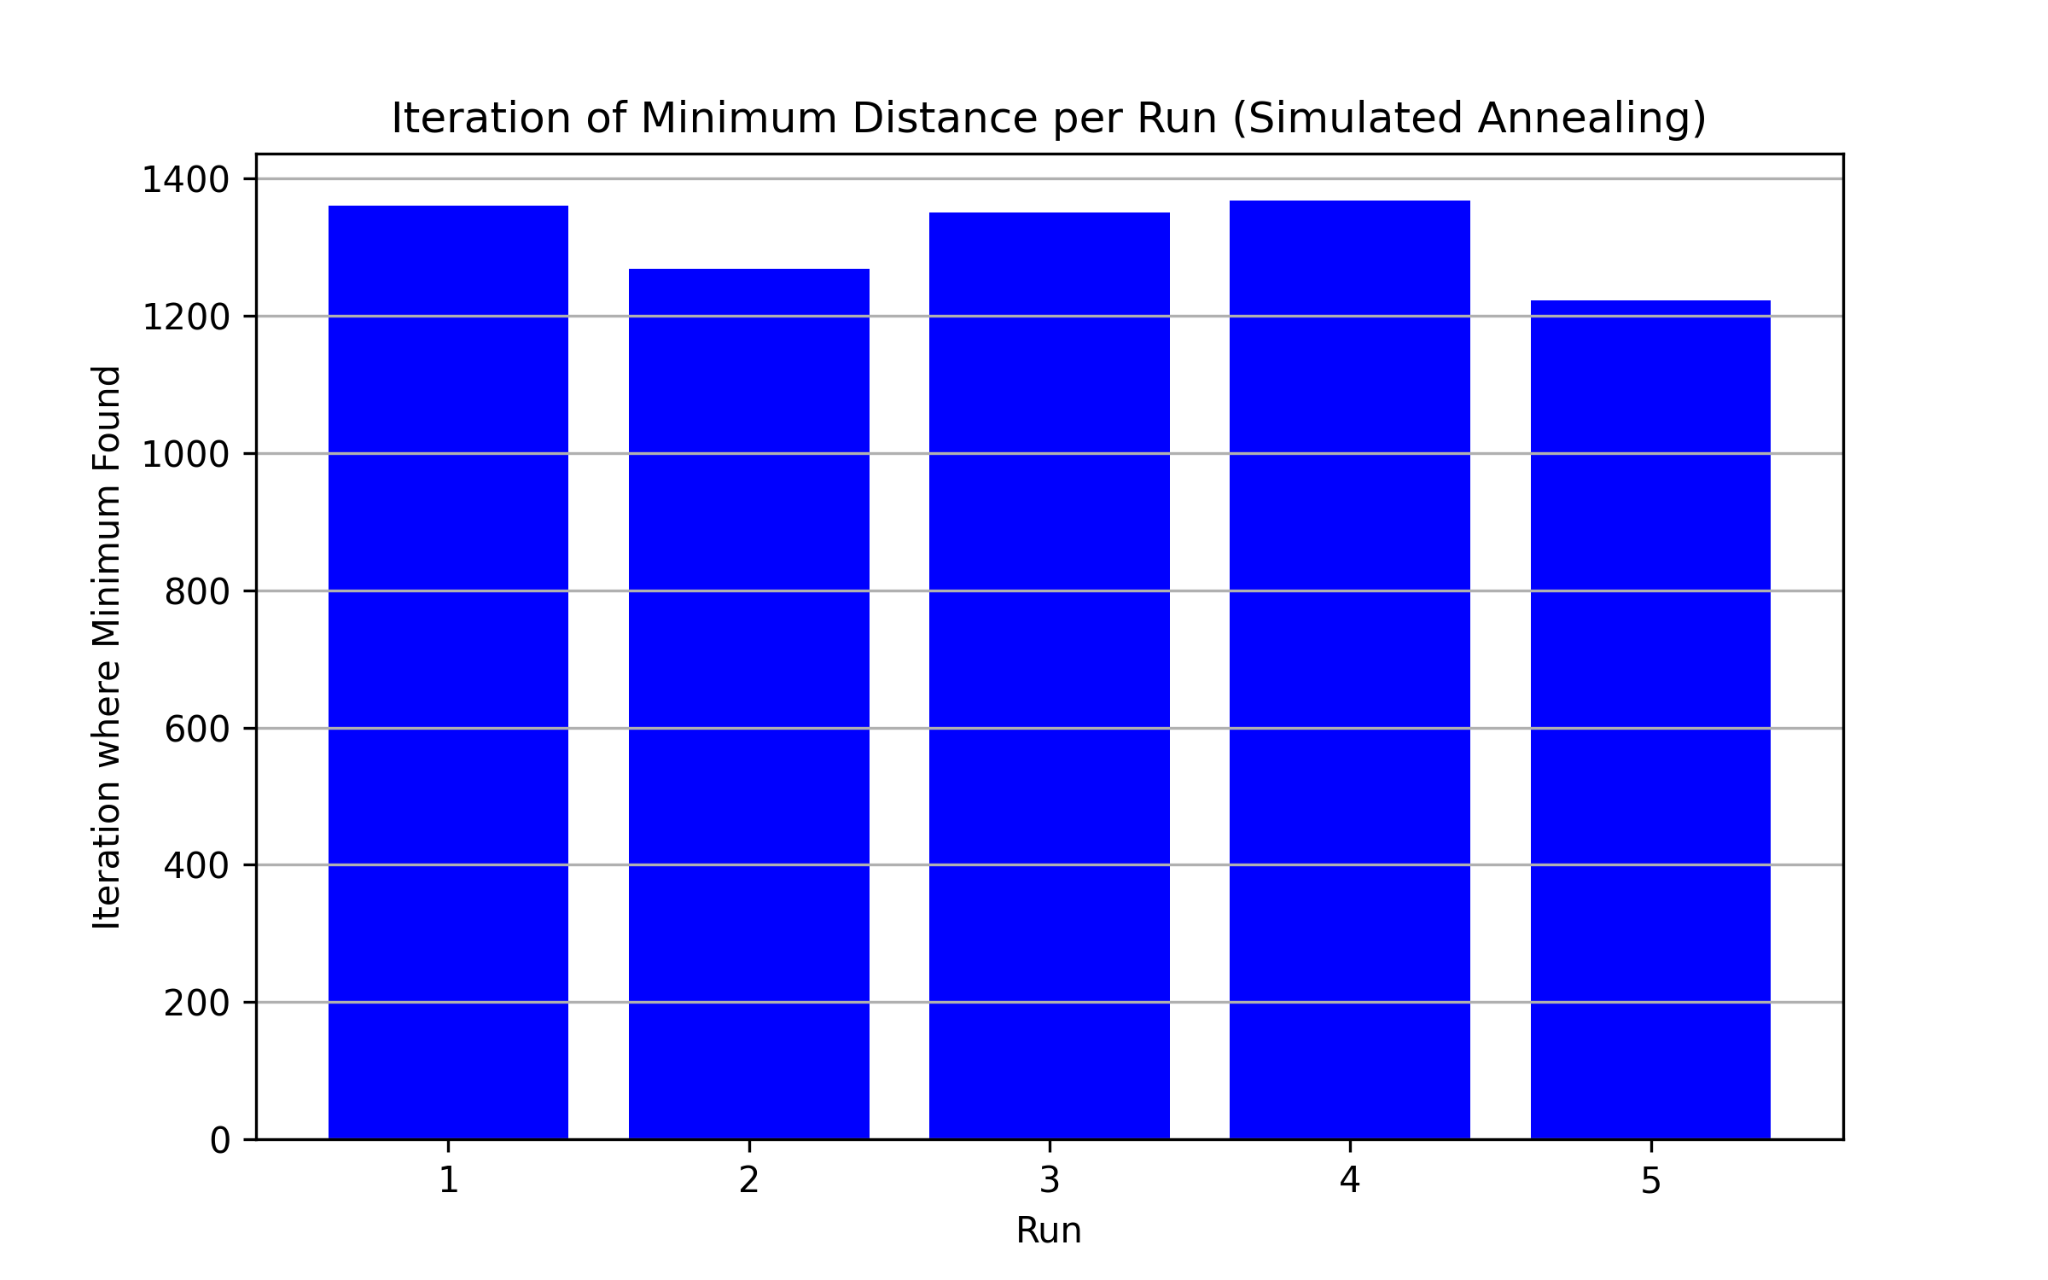 Iteration of Minimum Distance per Run (Simulated Annealing)
1400
1200
1000
800
600
400
200
0
Iteration where Minimum Found
1 2 3 4 5
Run